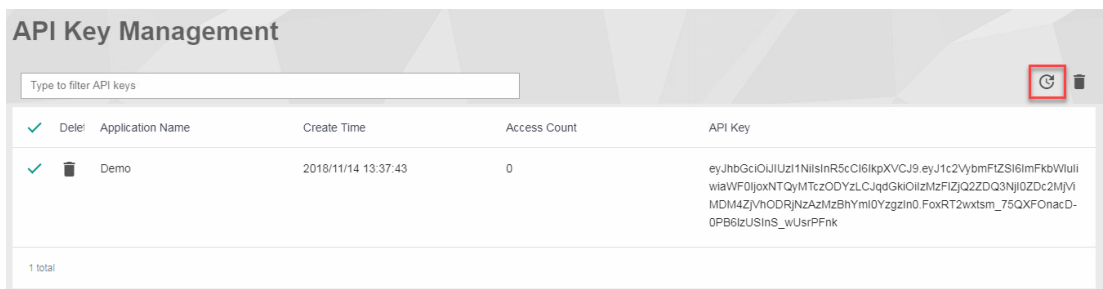 API Key Management
Type to filter API keys
Delet Application Name Create Time Access Count API Key
Demo 2018/11/14 13:37:43 0 eyJhbGciOiJIUzI1NiIsInR5cCI6IkpXVCJ9.eyJ1c2VybmFtZSI6ImFkbWluIi
wiaWF0IjoxNTQyMTczODYzLCJqdGkiOiIzMzFlZjQ2ZDQ3NjI0ZDc2MjVi
MDM4ZjVhODRjNzAzMzBhYmI0YzgzIn0.FoxRT2wxtsm_75QXFOnacD-
0PB6IzUSInS_wUsrPFnk
1 total